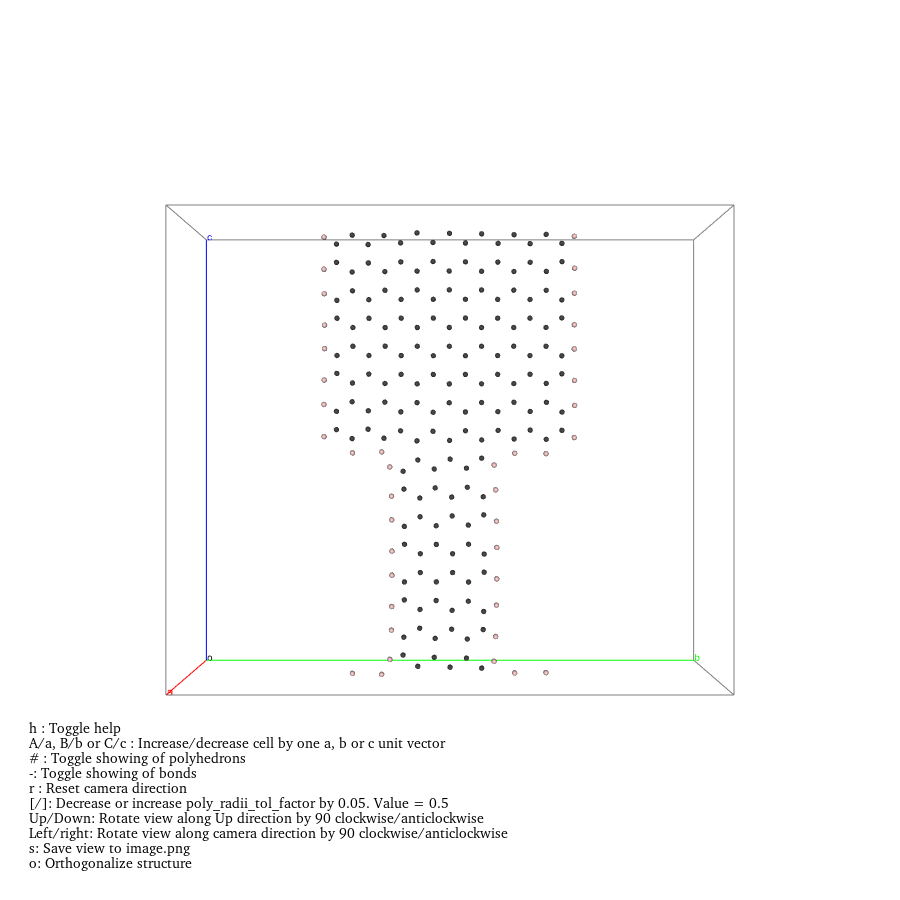 c
o
b
a
h : Toggle help
A/a, B/b or C/c : Increase/decrease cell by one a, b or c unit vector
# : Toggle showing of polyhedrons
-: Toggle showing of bonds
r : Reset camera direction
[/]: Decrease or increase poly_radii_tol_factor by 0.05. Value = 0.5
Up/Down: Rotate view along Up direction by 90 clockwise/anticlockwise
Left/right: Rotate view along camera direction by 90 clockwise/anticlockwise
s: Save view to image.png
o: Orthogonalize structure